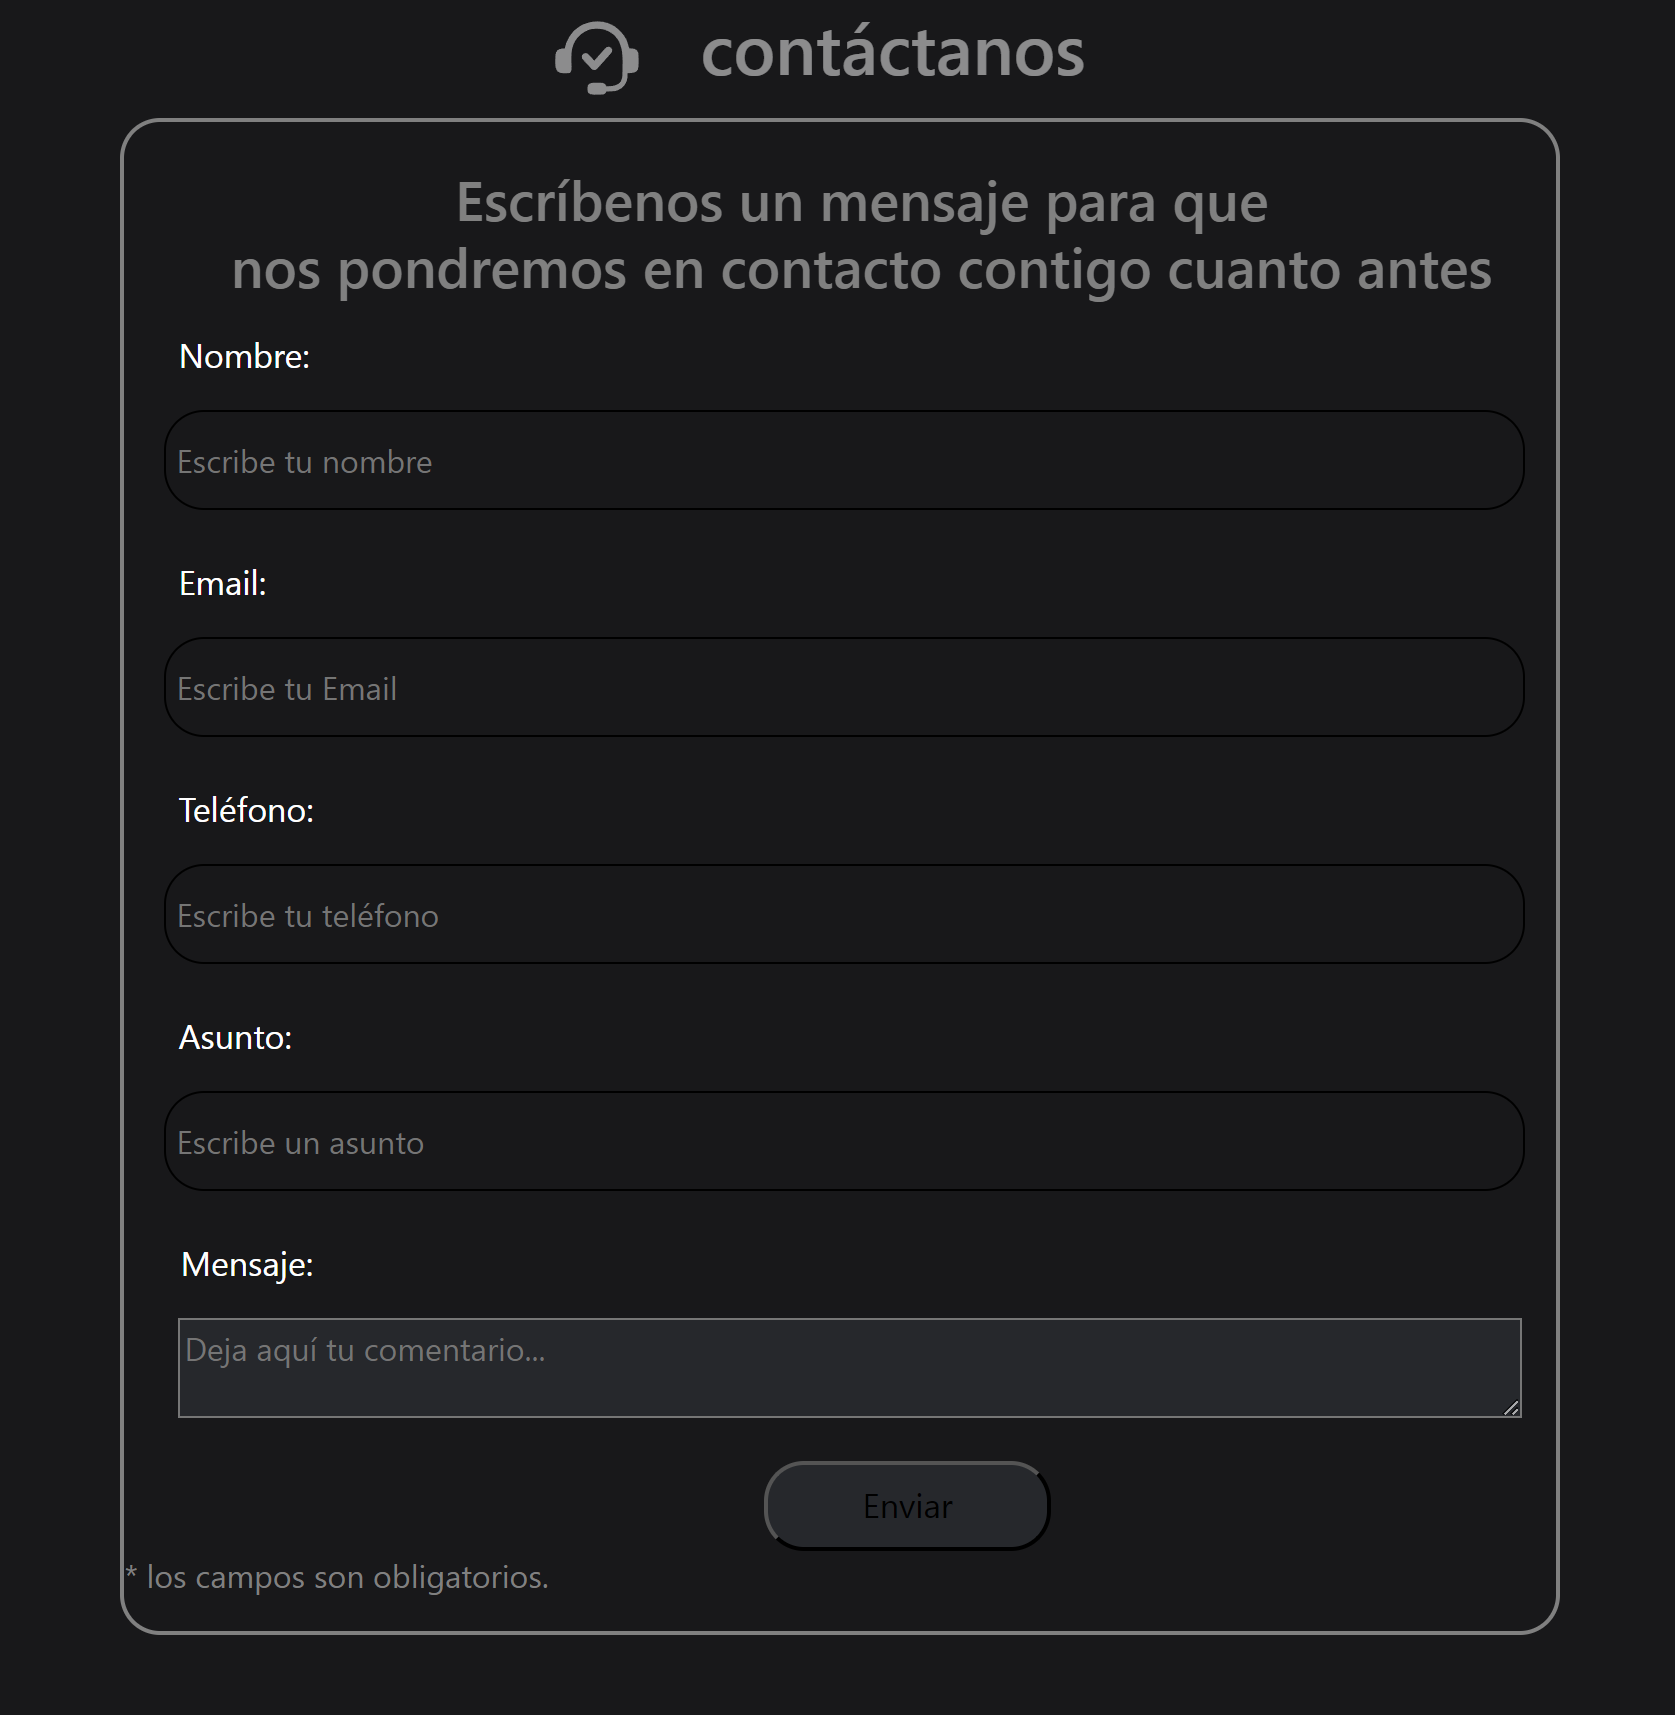 contáctanos
Escríbenos un mensaje para que
nos pondremos en contacto contigo cuanto antes
Nombre:
Escribe tu nombre
Email:
Escribe tu Email
Teléfono:
Escribe tu teléfono
Asunto:
Escribe un asunto
Mensaje:
Deja aquí tu comentario...
Enviar
* los campos son obligatorios.